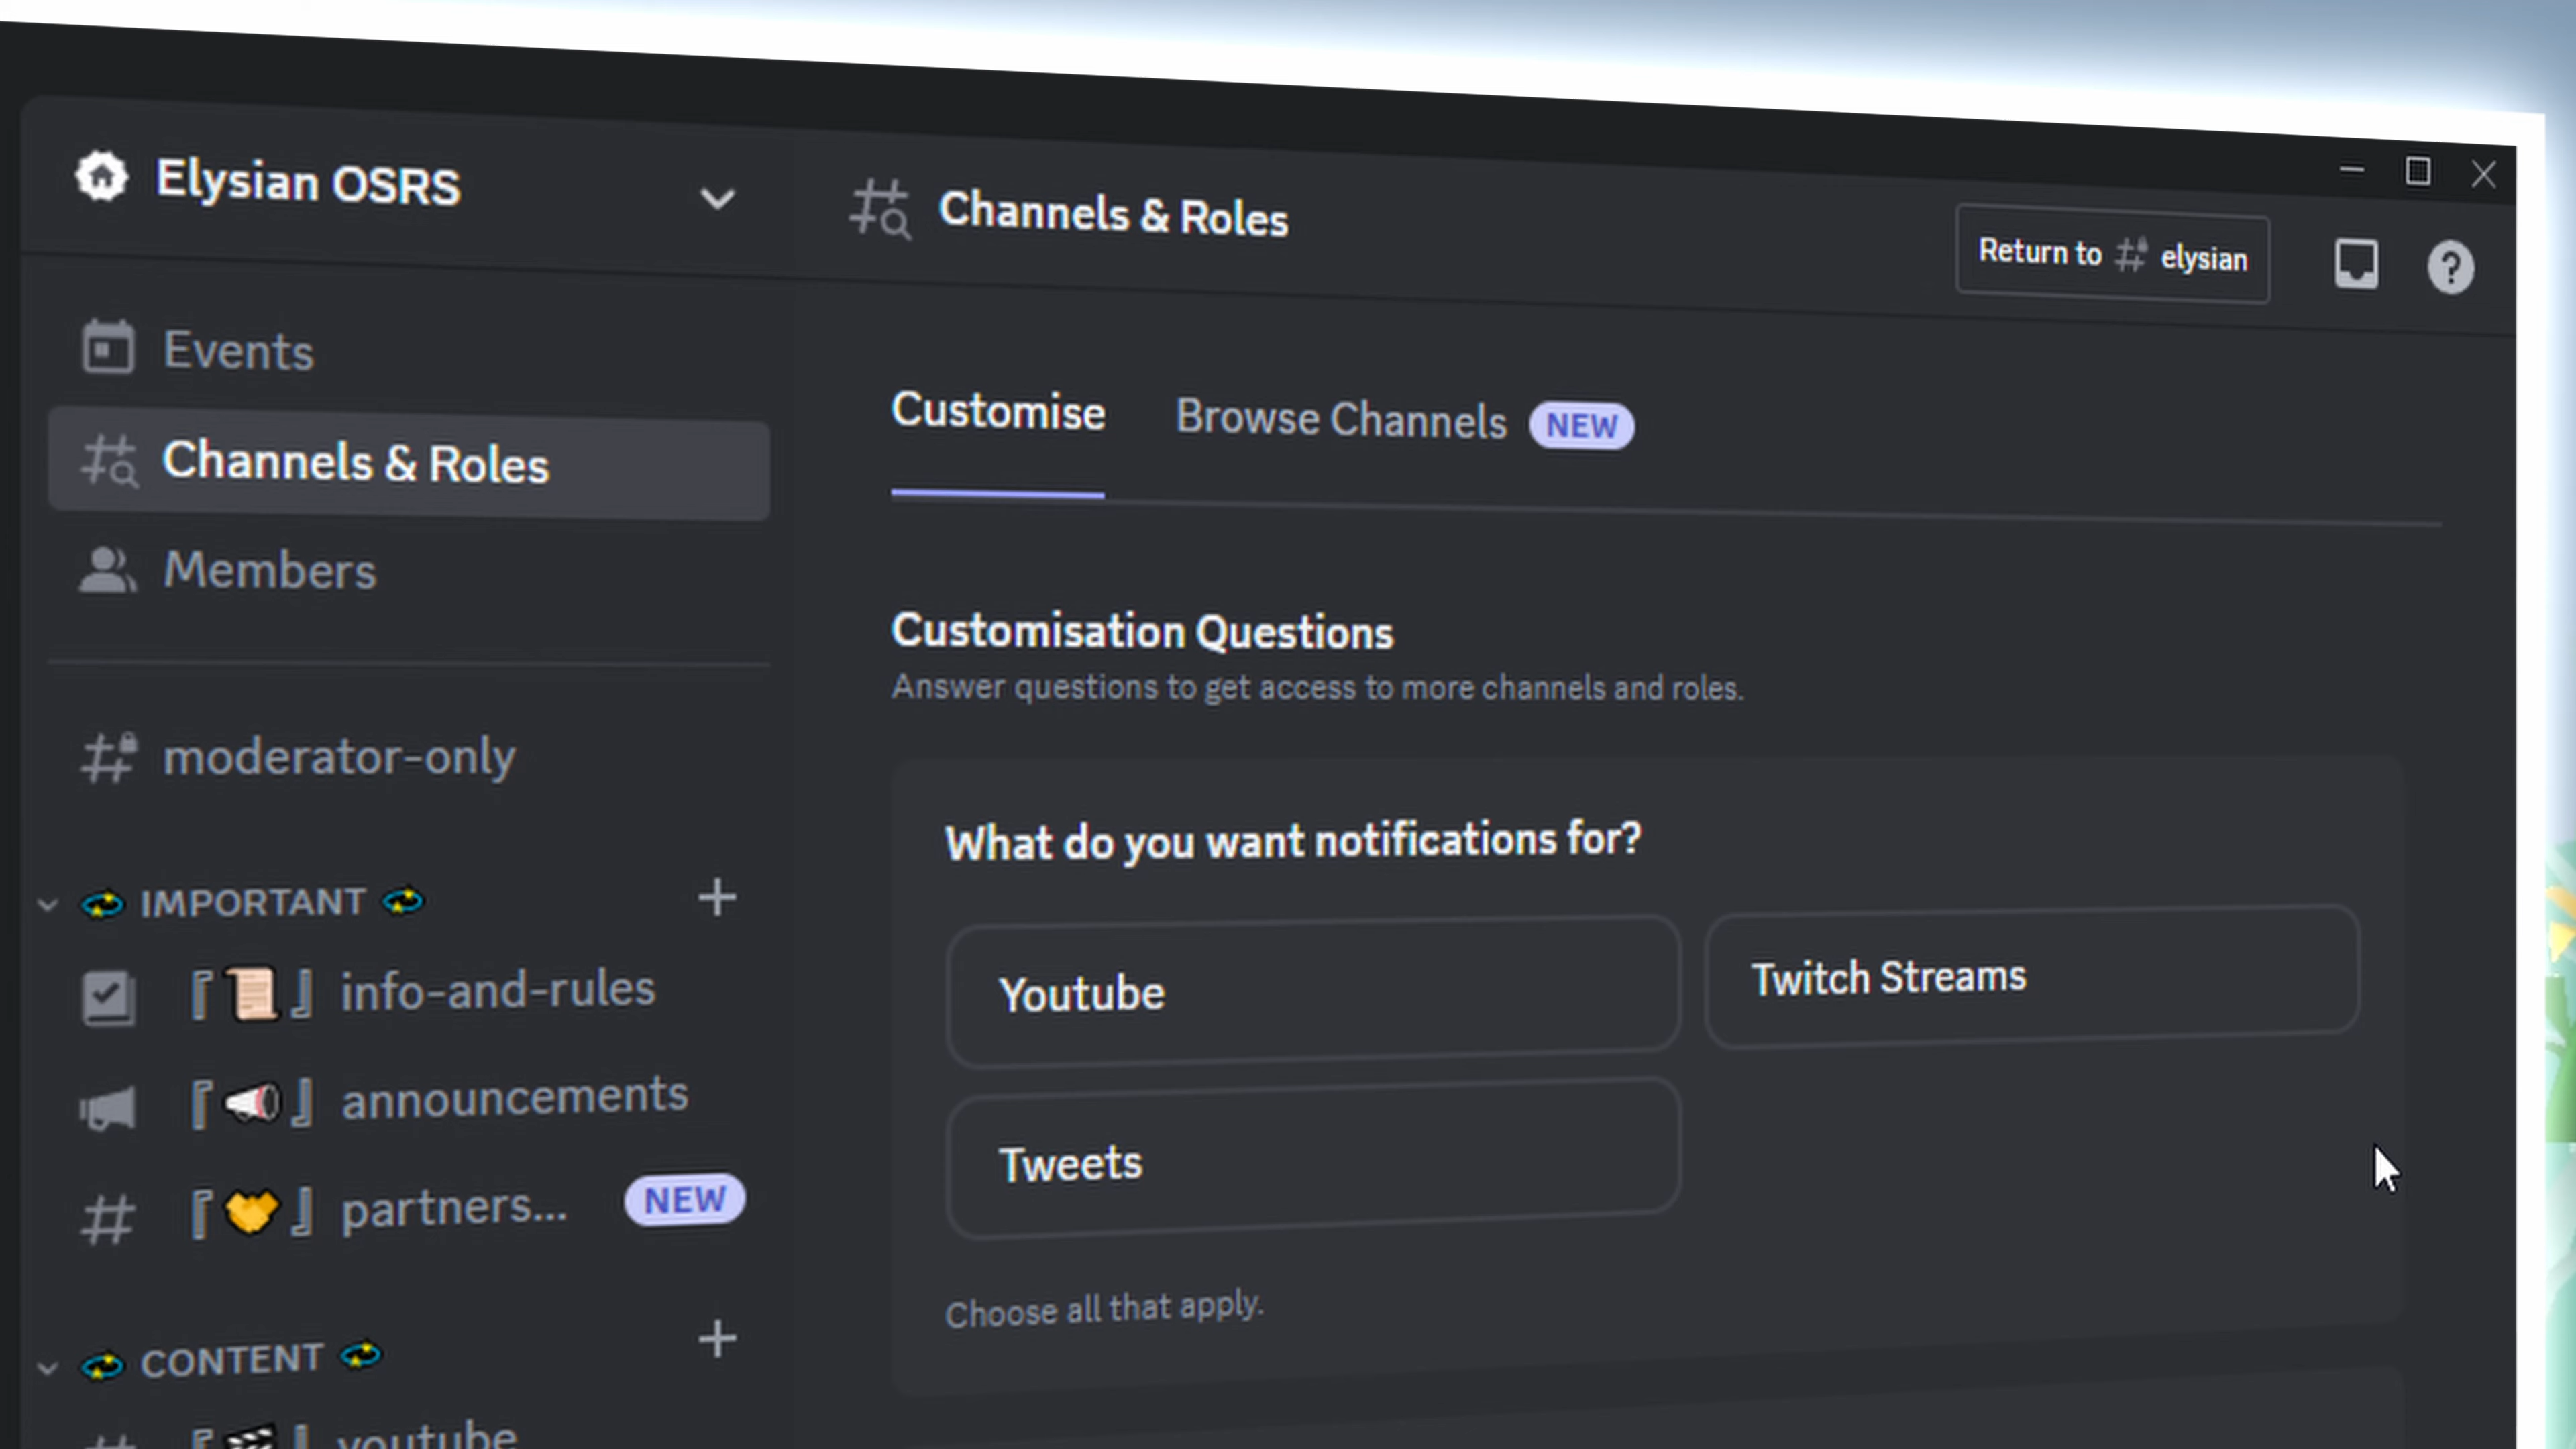 Elysian OSRS
Events
Channels & Roles
Members
moderator-only
IMPORTANT
『📜』 info-and-rules
『📢』 announcements
『🤝』 partners... NEW
CONTENT
『🎬』 youtube
Channels & Roles
Return to # elysian
Customise
Browse Channels NEW
Customisation Questions
Answer questions to get access to more channels and roles.
What do you want notifications for?
Youtube
Twitch Streams
Tweets
Choose all that apply.